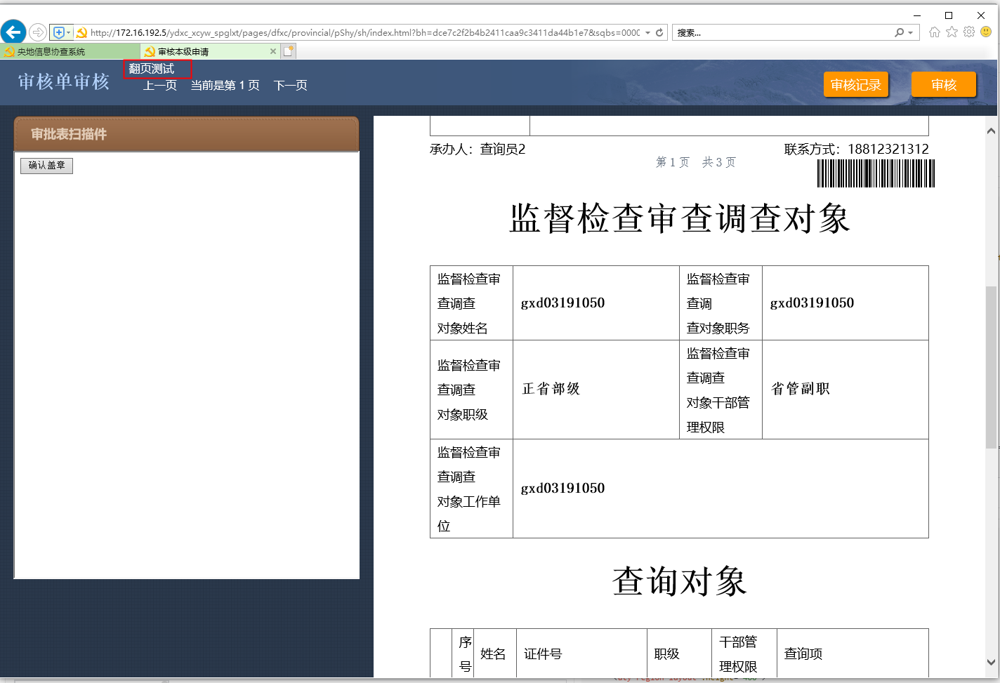 http://172.16.192.5/ydxc_xcyw_spglxt/pages/dfxc/provincial/pShy/sh/index.html?bh=dce7c2f2b4b2411caa9c3411da44b1e7&sqbs=0000
搜索...
央地信息协查系统
审核本级申请
翻页测试
审核单审核
上一页 当前是第 1 页 下一页
审核记录
审核
审批表扫描件
确认盖章
承办人：查询员2
联系方式：18812321312
第 1 页 共 3 页
监督检查审查调查对象
监督检查审
查调查
对象姓名
gxd03191050
监督检查审
查调
查对象职务
gxd03191050
监督检查审
查调查
对象职级
正省部级
监督检查审
查调查
对象干部管
理权限
省管副职
监督检查审
查调查
对象工作单
位
gxd03191050
查询对象
序
号
姓名
证件号
职级
干部管
理权限
查询项